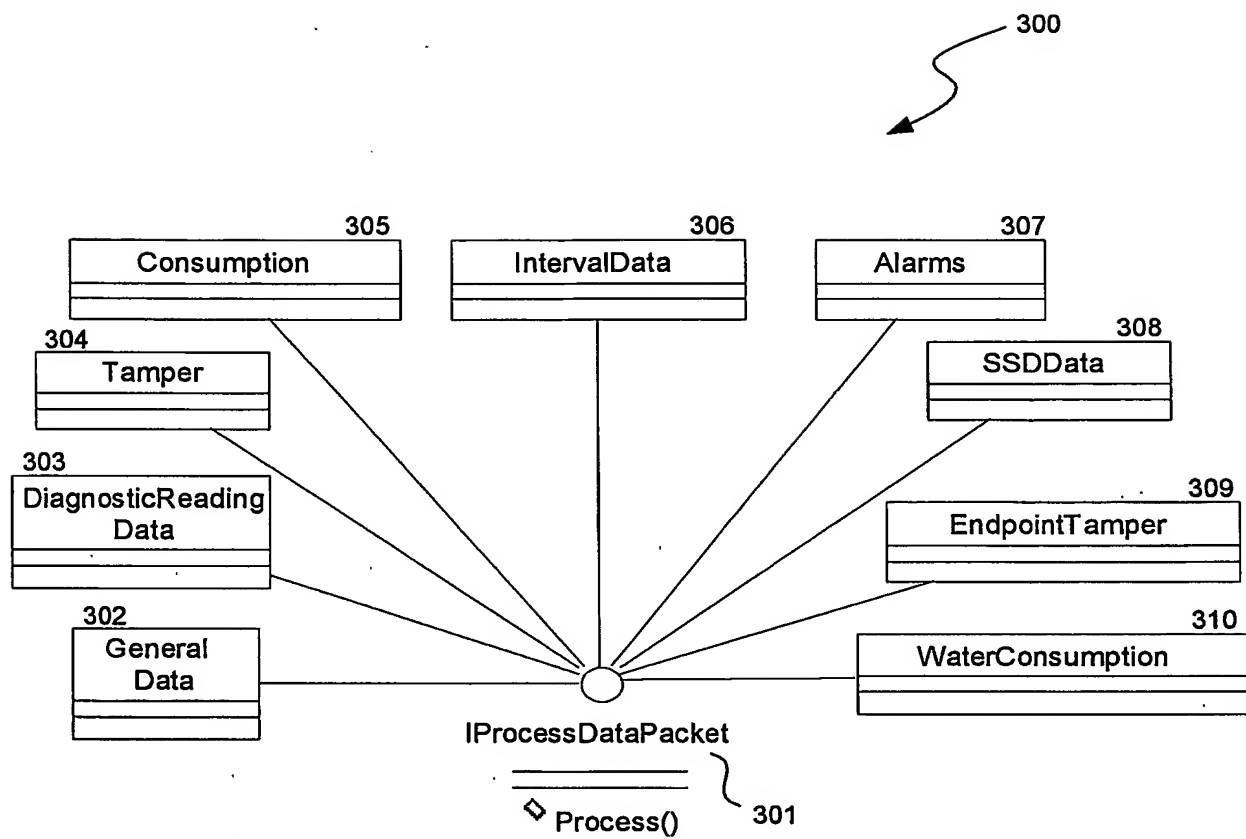 300
305
Consumption
306
IntervalData
307
Alarms
304
Tamper
308
SSDData
303
DiagnosticReading
Data
309
EndpointTamper
302
General
Data
310
WaterConsumption
IProcessDataPacket
301
Process()